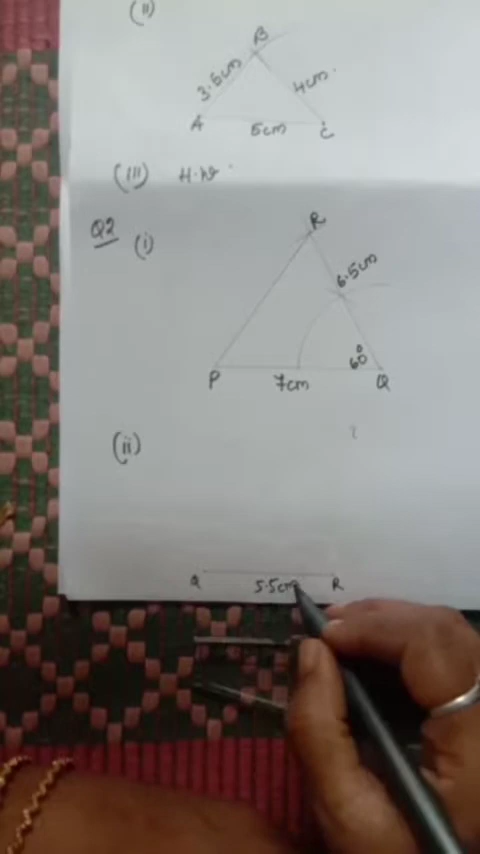 (ii)
B
3.5cm
4cm.
A
5cm
C
(iii) H.W.
Q2
(i)
R
6.5cm
60°
P
7cm
Q
(ii)
Q
5.5cm
R